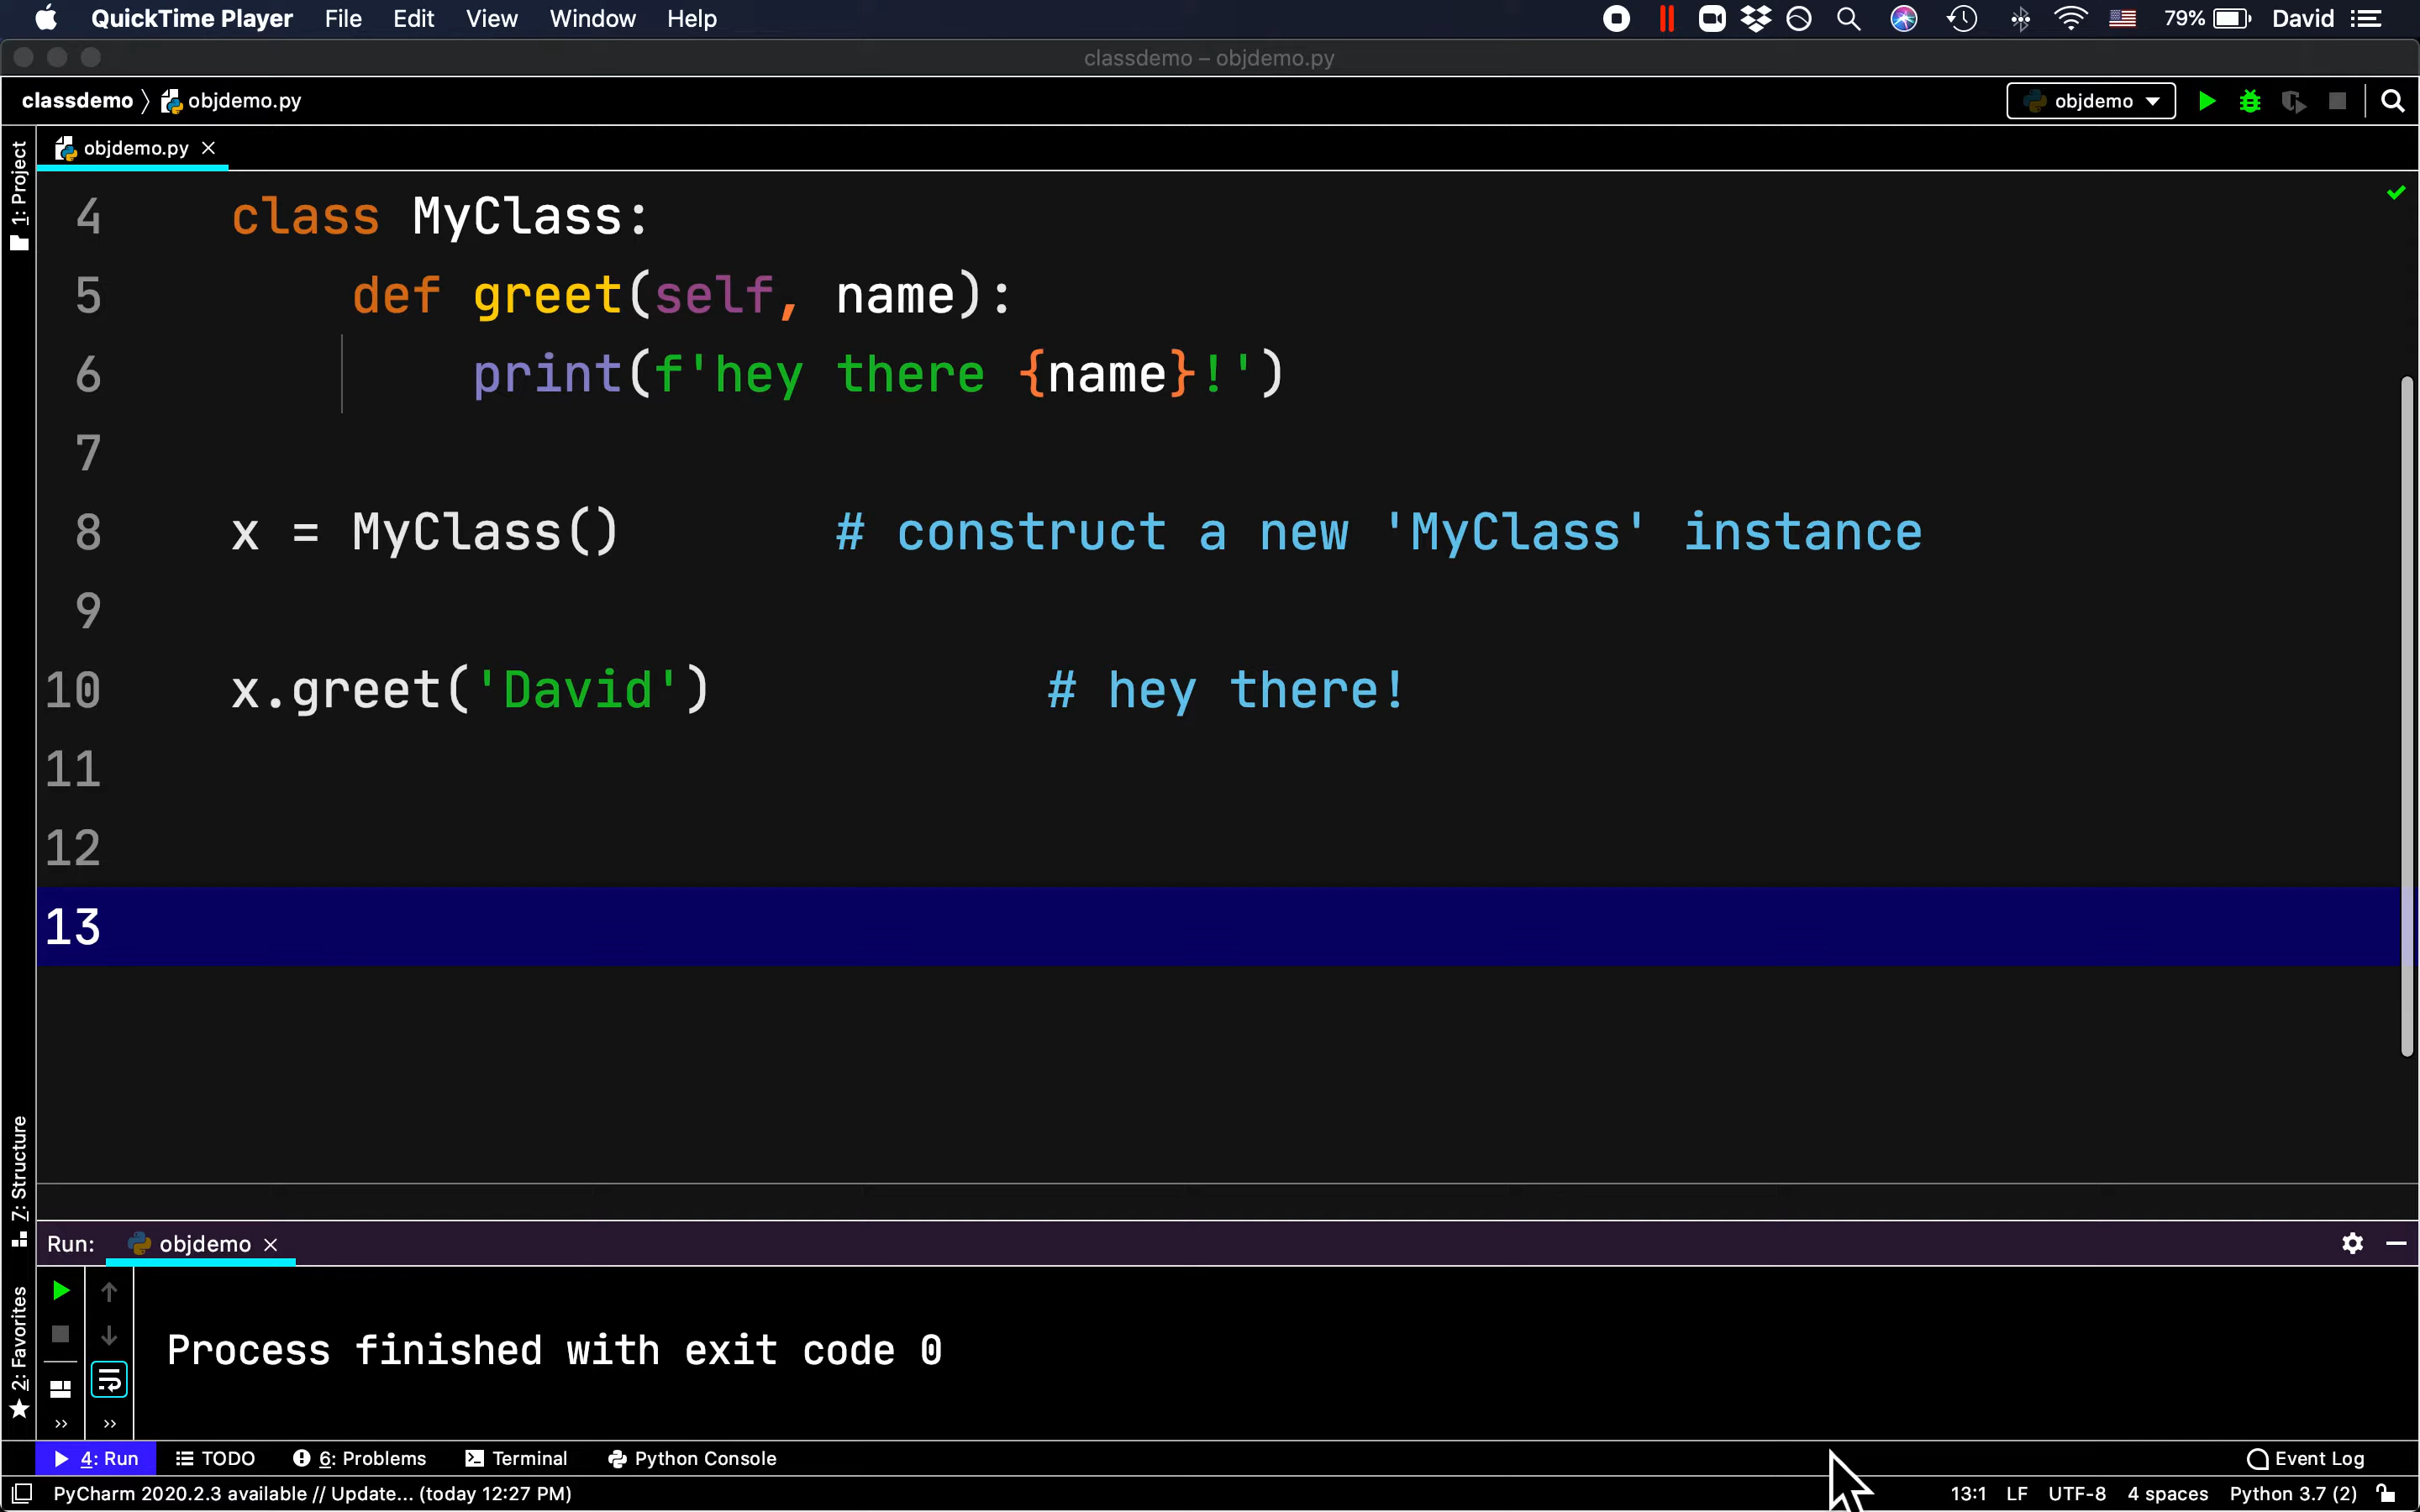 QuickTime Player File Edit View Window Help 79% David
classdemo – objdemo.py
classdemo 〉 objdemo.py objdemo
1: Project
objdemo.py ×
4 class MyClass:
5 def greet(self, name):
6 print(f'hey there {name}!')
7
8 x = MyClass() # construct a new 'MyClass' instance
9
10 x.greet('David') # hey there!
11
12
13
7: Structure
Run: objdemo ×
2: Favorites
Process finished with exit code 0
» »
4: Run TODO 6: Problems Terminal Python Console Event Log
PyCharm 2020.2.3 available // Update... (today 12:27 PM) 13:1 LF UTF-8 4 spaces Python 3.7 (2)